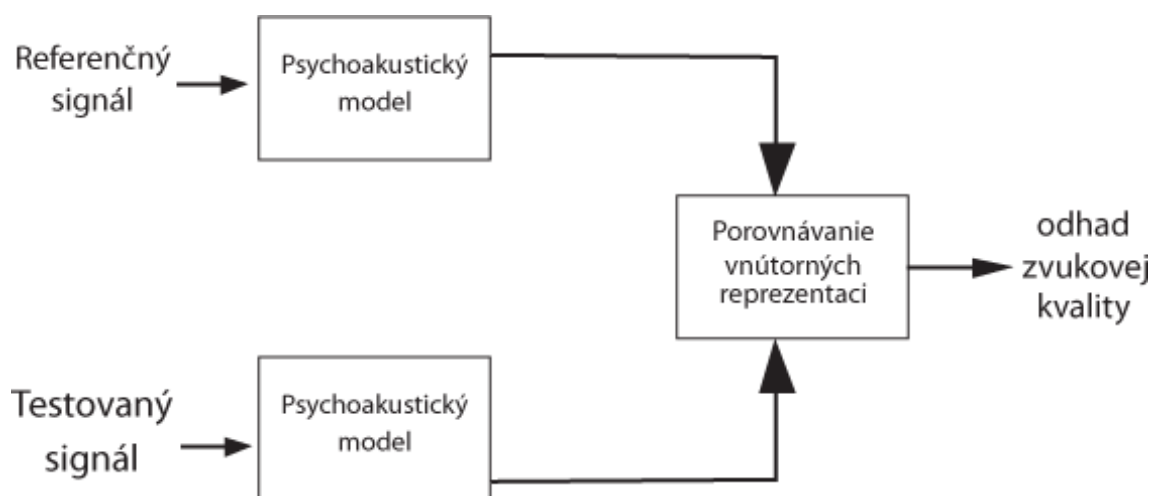 Referenčný
signál
Psychoakustický
model
Porovnávanie
vnútorných
reprezentaci
odhad
zvukovej
kvality
Testovaný
signál
Psychoakustický
model